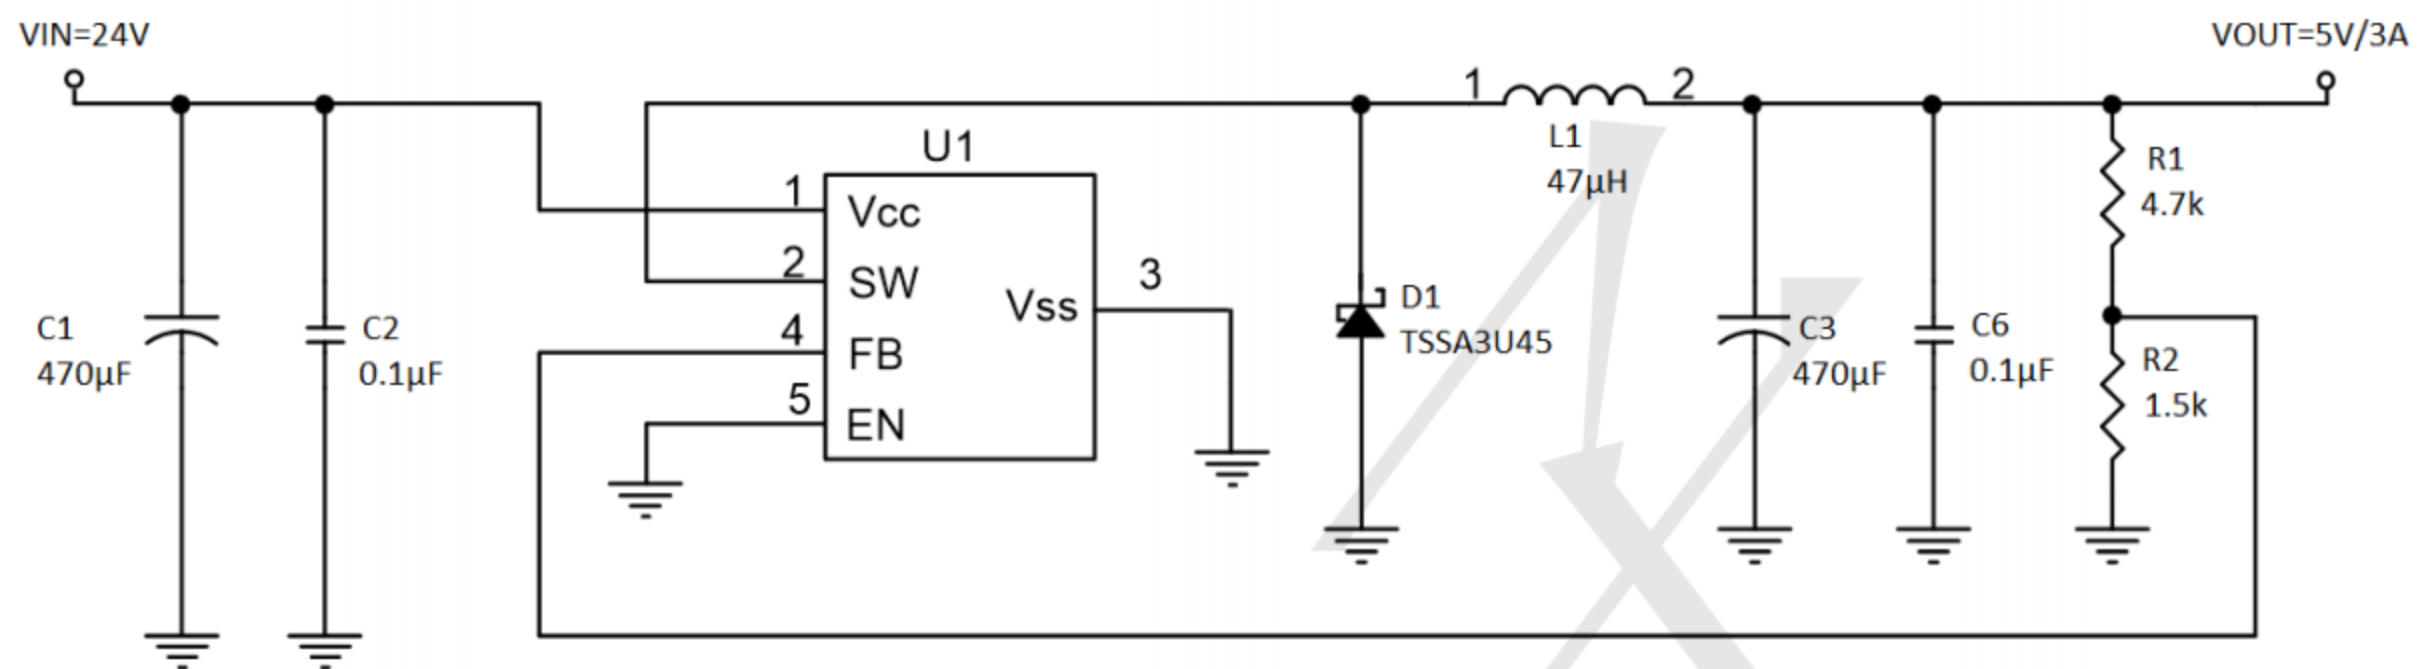 VIN=24V
VOUT=5V/3A
1
2
L1
47μH
U1
1
Vcc
2
SW
4
FB
5
EN
Vss
3
C1
470μF
C2
0.1μF
D1
TSSA3U45
C3
470μF
C6
0.1μF
R1
4.7k
R2
1.5k